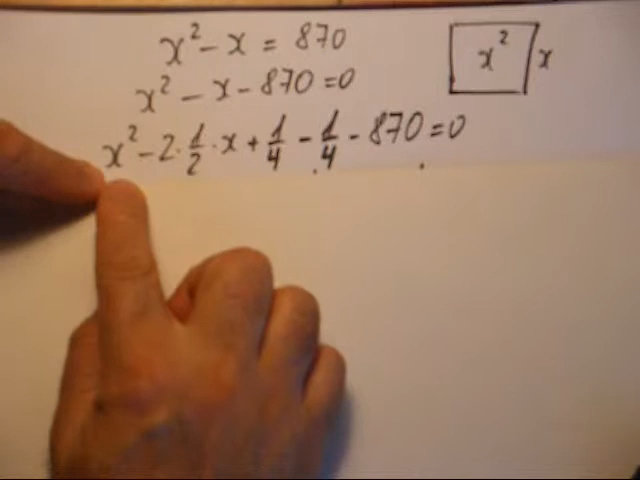 x² - x = 870
x² - x - 870 = 0
x² - 2 · 1/2 · x + 1/4 - 1/4 - 870 = 0
x² x